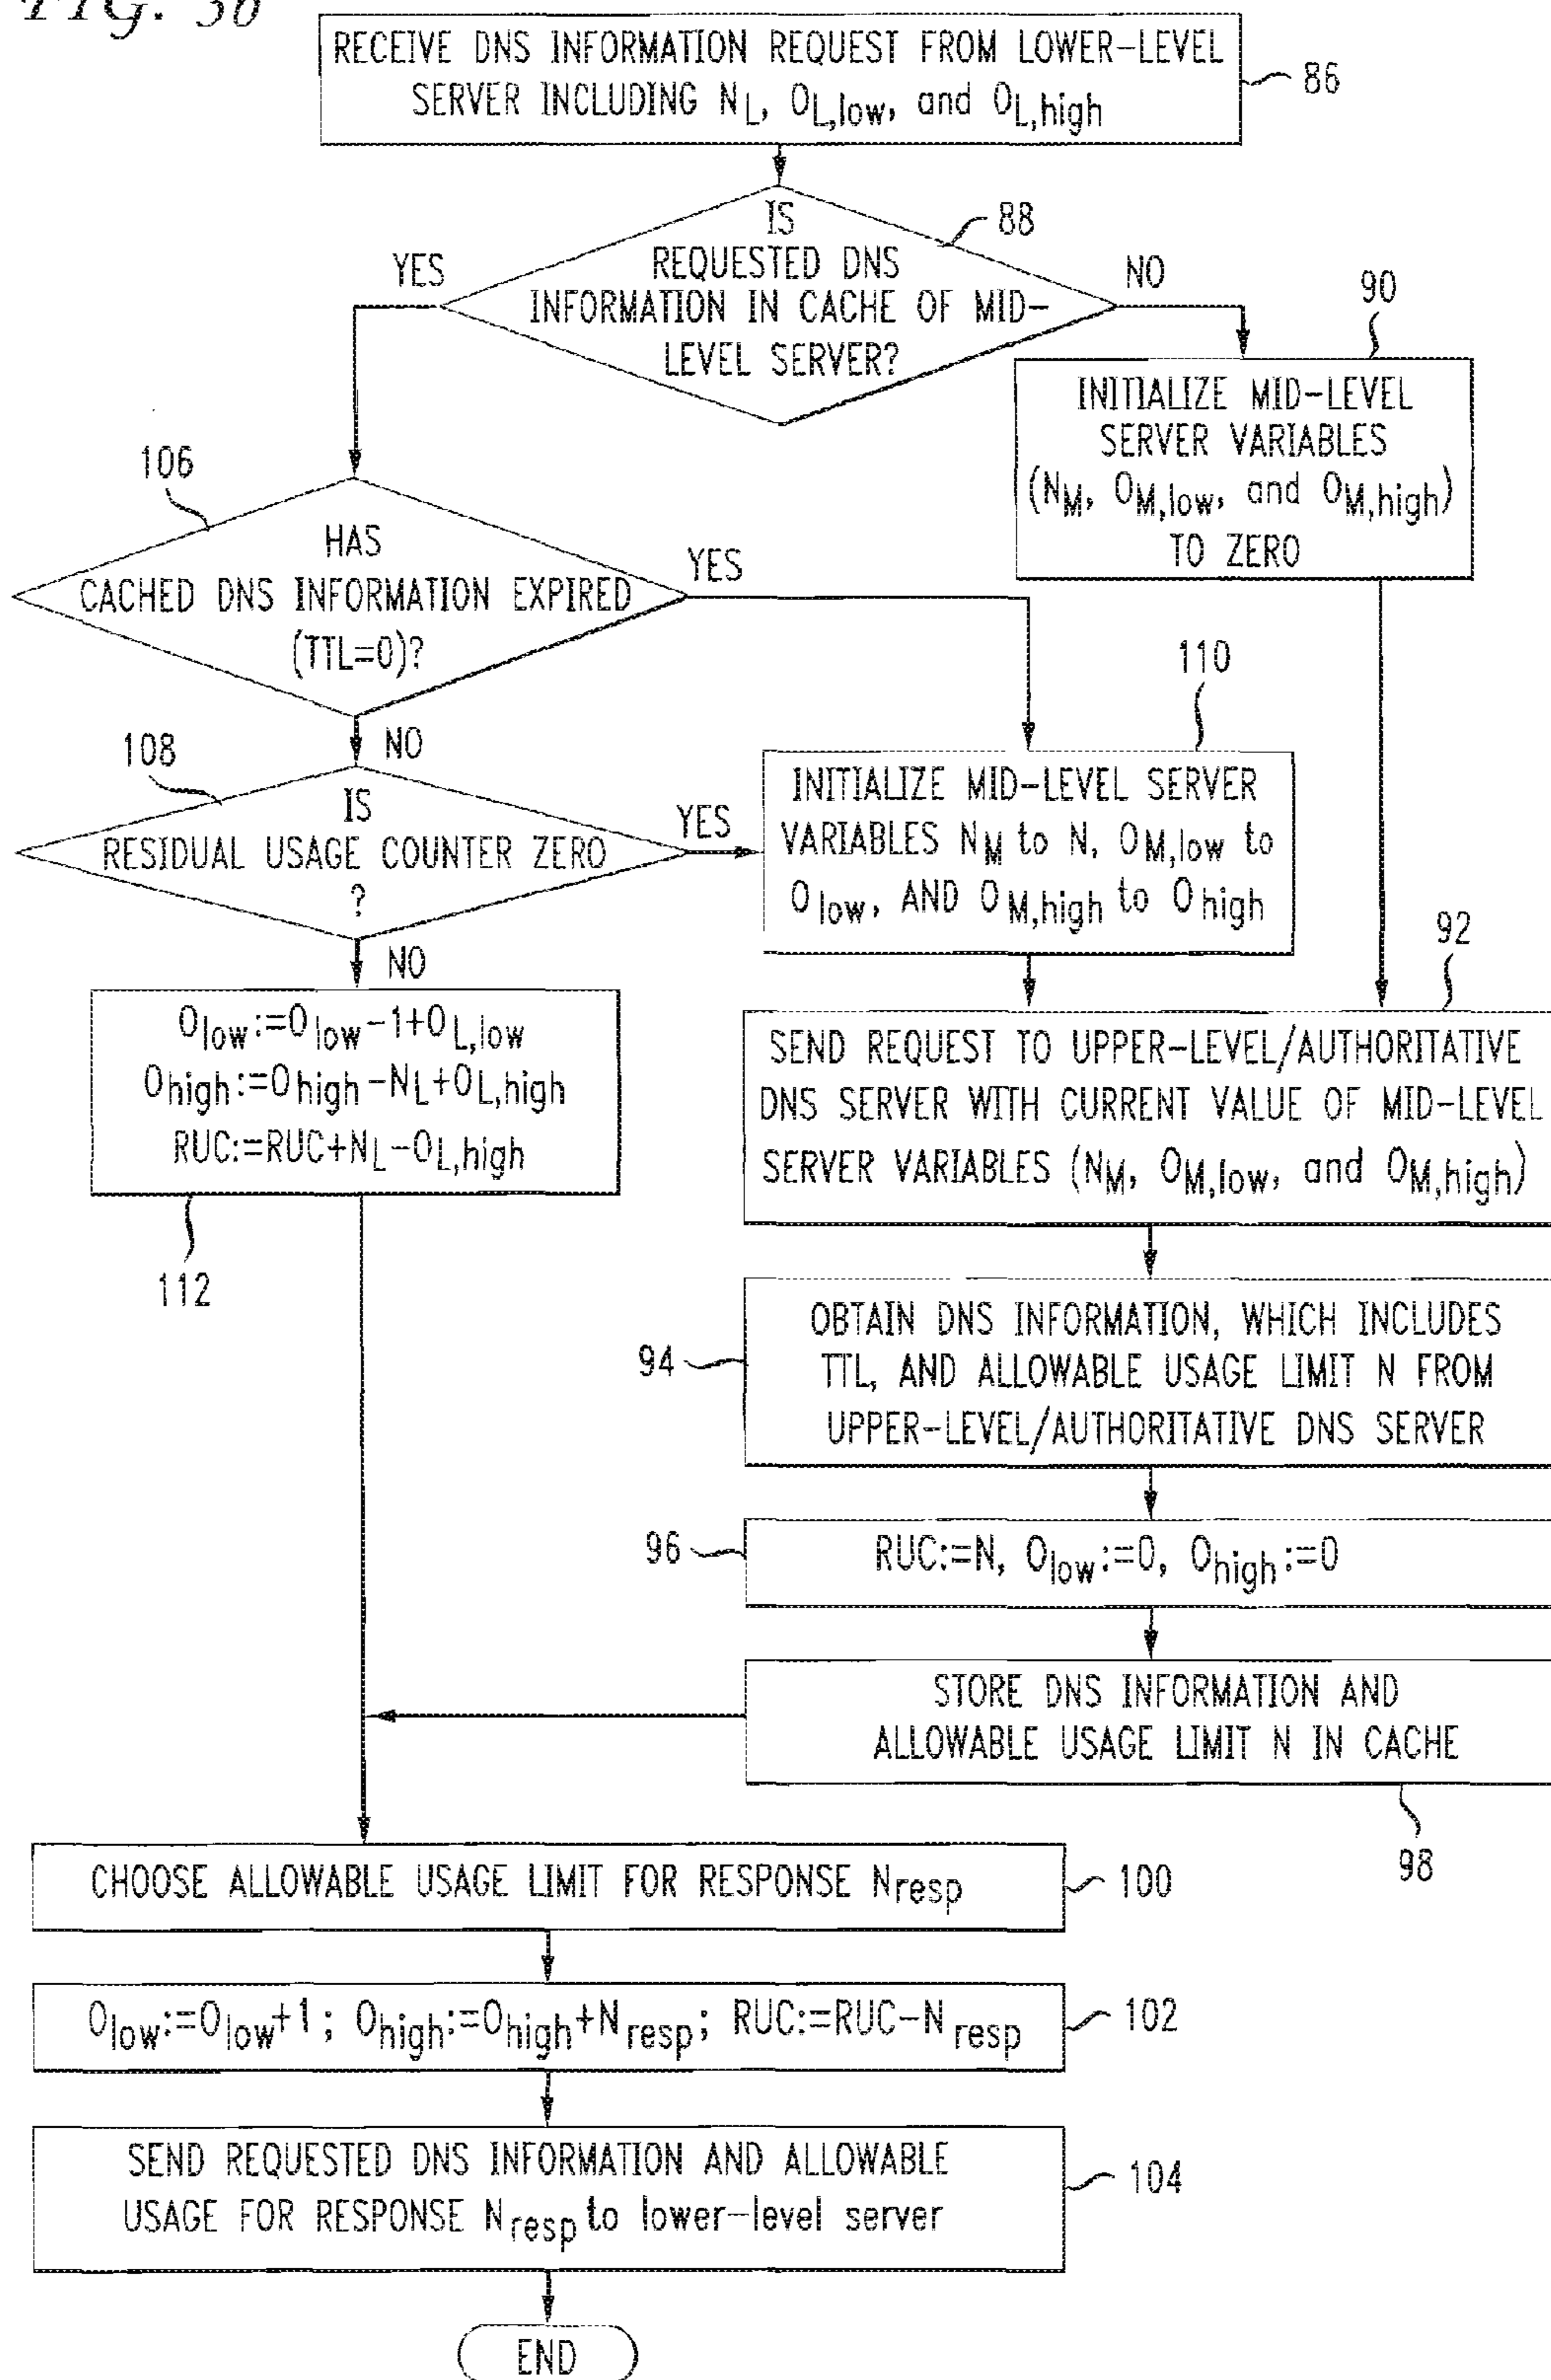 FIG. 3b
RECEIVE DNS INFORMATION REQUEST FROM LOWER-LEVEL
SERVER INCLUDING NL, OL,low, and OL,high
86
IS
REQUESTED DNS
INFORMATION IN CACHE OF MID-
LEVEL SERVER?
88
YES
NO
90
INITIALIZE MID-LEVEL
SERVER VARIABLES
(NM, OM,low, and OM,high)
TO ZERO
106
HAS
CACHED DNS INFORMATION EXPIRED
(TTL=0)?
YES
NO
110
INITIALIZE MID-LEVEL SERVER
VARIABLES NM to N, OM,low to
Olow, AND OM,high to Ohigh
108
IS
RESIDUAL USAGE COUNTER ZERO
?
YES
NO
Olow:=Olow-1+OL,low
Ohigh:=Ohigh-NL+OL,high
RUC:=RUC+NL-OL,high
112
92
SEND REQUEST TO UPPER-LEVEL/AUTHORITATIVE
DNS SERVER WITH CURRENT VALUE OF MID-LEVEL
SERVER VARIABLES (NM, OM,low, and OM,high)
94
OBTAIN DNS INFORMATION, WHICH INCLUDES
TTL, AND ALLOWABLE USAGE LIMIT N FROM
UPPER-LEVEL/AUTHORITATIVE DNS SERVER
96
RUC:=N, Olow:=0, Ohigh:=0
STORE DNS INFORMATION AND
ALLOWABLE USAGE LIMIT N IN CACHE
98
CHOOSE ALLOWABLE USAGE LIMIT FOR RESPONSE Nresp
100
Olow:=Olow+1; Ohigh:=Ohigh+Nresp; RUC:=RUC-Nresp
102
SEND REQUESTED DNS INFORMATION AND ALLOWABLE
USAGE FOR RESPONSE Nresp to lower-level server
104
END